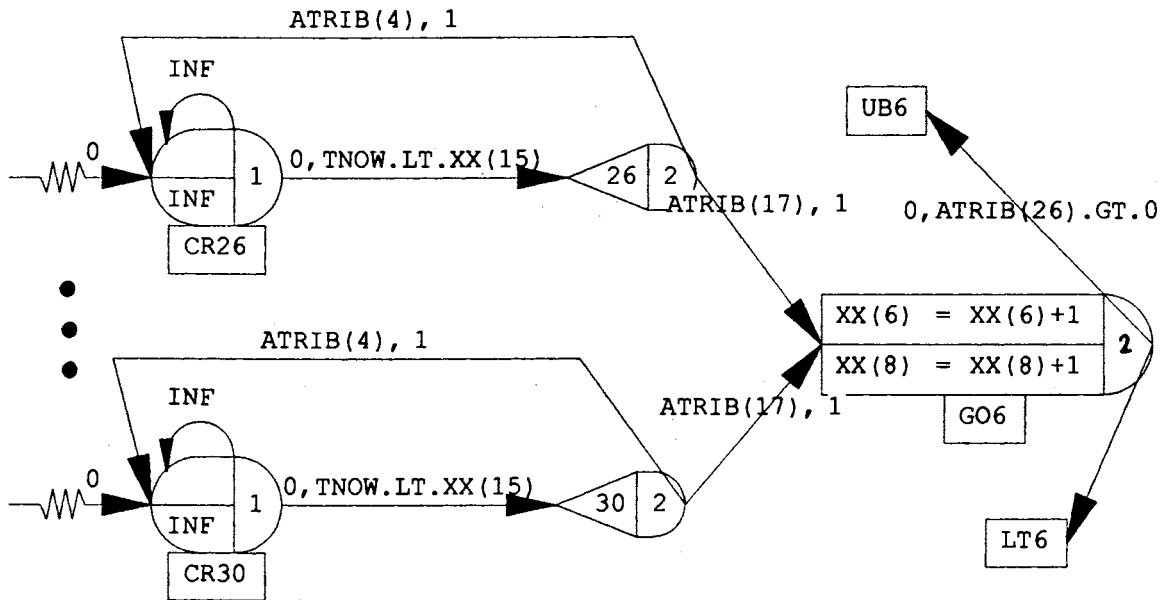 ATRIB(4), 1
INF
UB6
0
0,TNOW.LT.XX(15)
1
26
2
INF
ATRIB(17), 1
0,ATRIB(26).GT.0
CR26
XX(6) = XX(6)+1
ATRIB(4), 1
2
XX(8) = XX(8)+1
INF
ATRIB(17), 1
GO6
0
0,TNOW.LT.XX(15)
1
30
2
INF
LT6
CR30